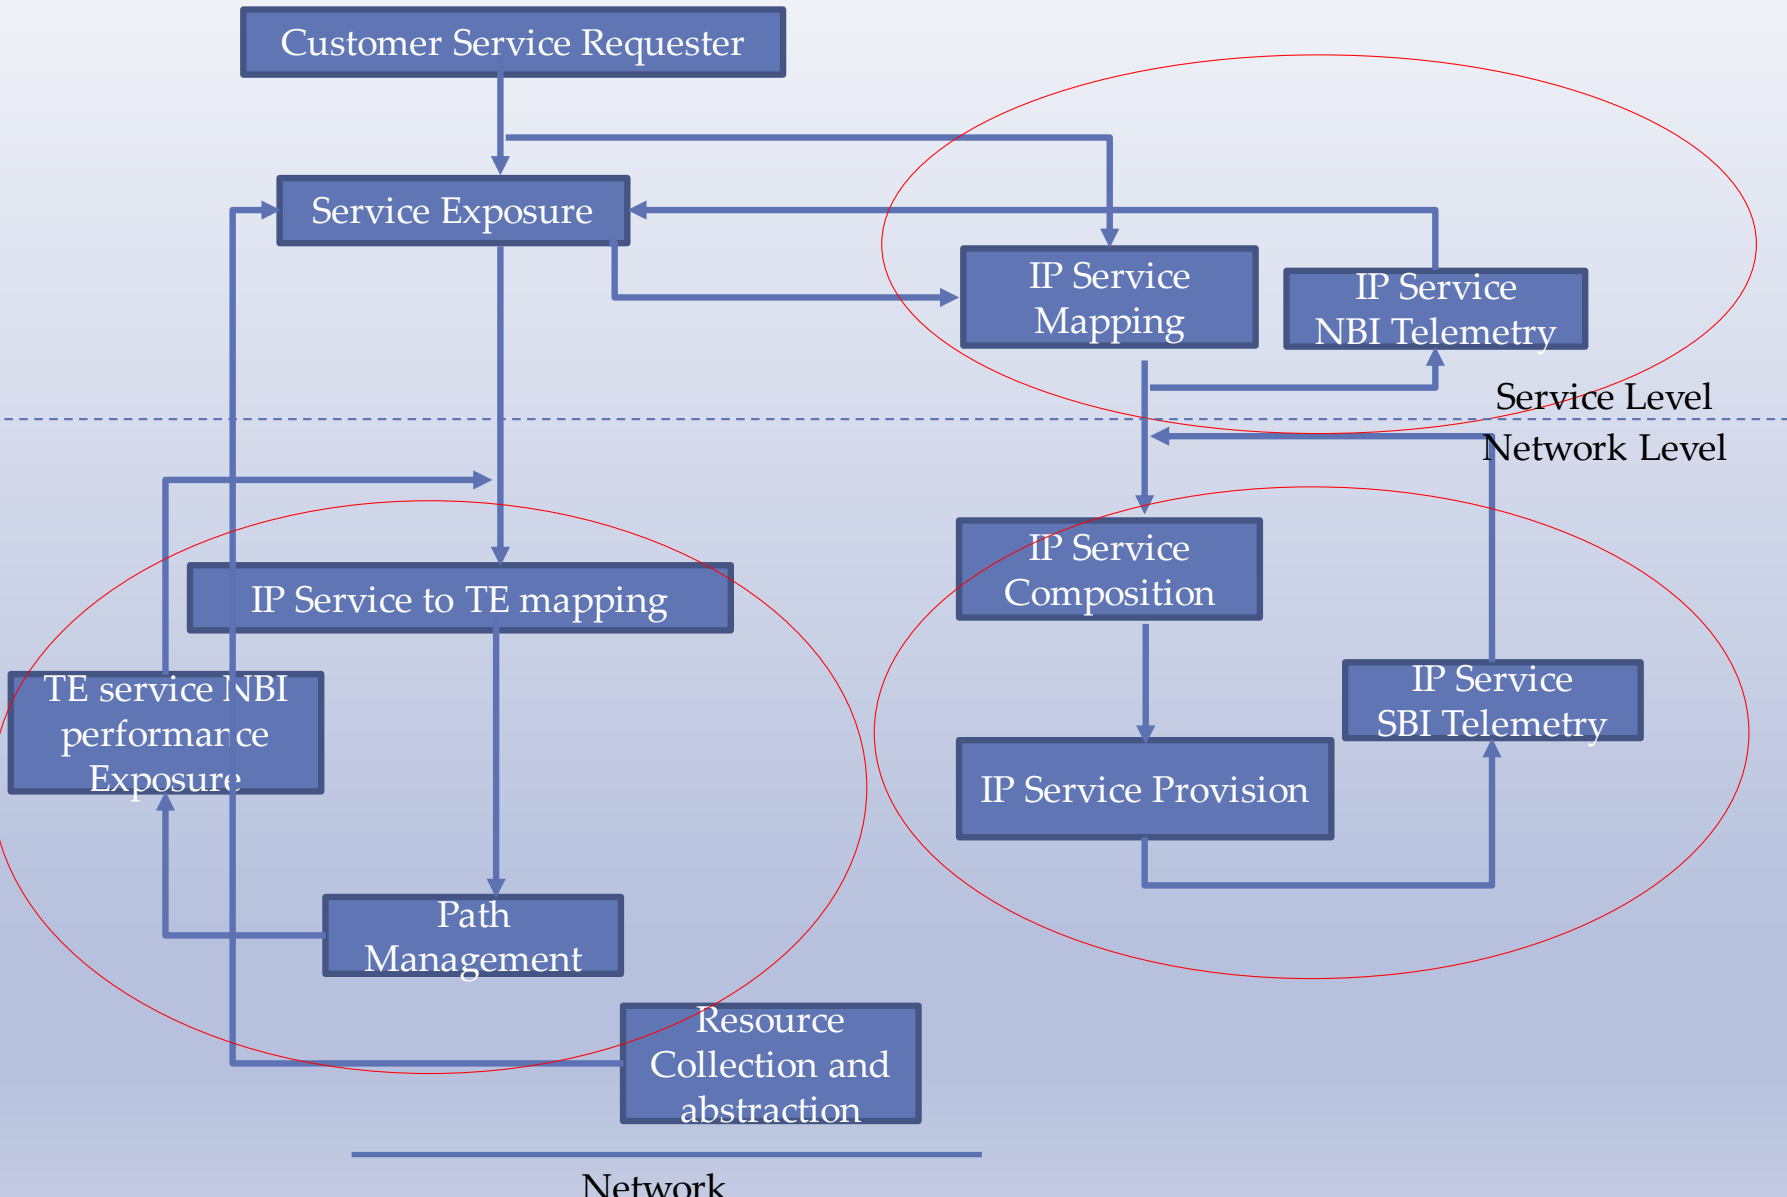 Customer Service Requester
Service Exposure
IP Service
Mapping
IP Service
NBI Telemetry
Service Level
Network Level
IP Service
Composition
IP Service to TE mapping
TE service NBI
performance
Exposure
IP Service
SBI Telemetry
IP Service Provision
Path
Management
Resource
Collection and
abstraction
Network